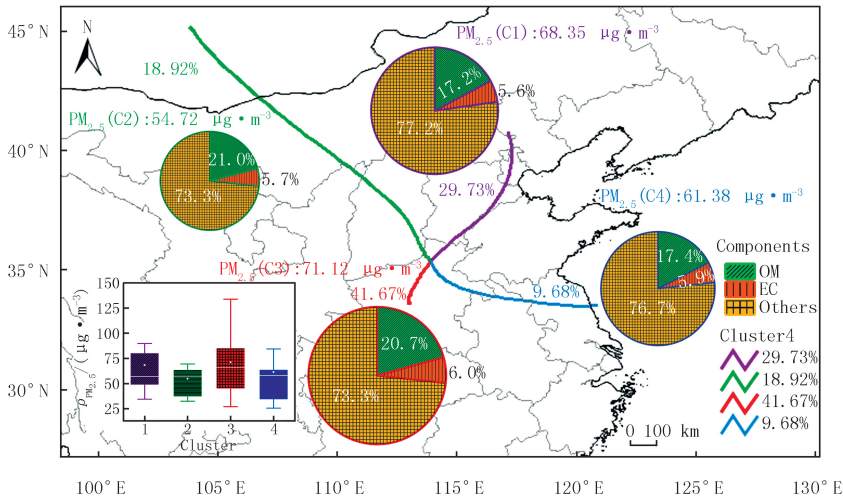 45° N
40° N
35° N
30° N
N
PM2.5(C1):68.35 μg•m⁻³
17.2%
5.6%
77.2%
18.92%
PM2.5(C2):54.72 μg•m⁻³
21.0%
5.7%
73.3%
29.73%
PM2.5(C4):61.38 μg•m⁻³
17.4%
5.9%
76.7%
PM2.5(C3):71.12 μg•m⁻³
41.67%
9.68%
20.7%
6.0%
73.3%
Components
OM
EC
Others
Cluster4
29.73%
18.92%
41.67%
9.68%
0 100 km
ρPM2.5/(μg•m⁻³)
150
125
100
75
50
25
1 2 3 4
Cluster
100° E 105° E 110° E 115° E 120° E 125° E 130° E